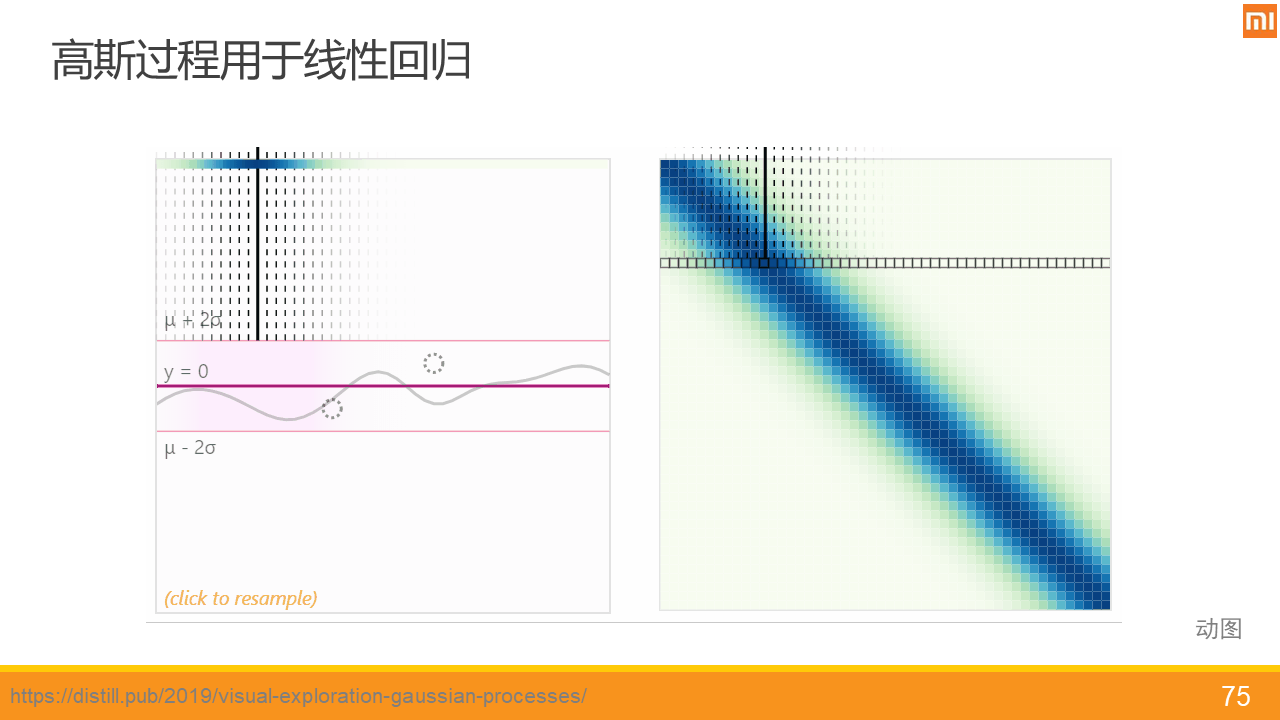 mi
高斯过程用于线性回归
μ + 2σ
y = 0
μ - 2σ
(click to resample)
动图
https://distill.pub/2019/visual-exploration-gaussian-processes/
75